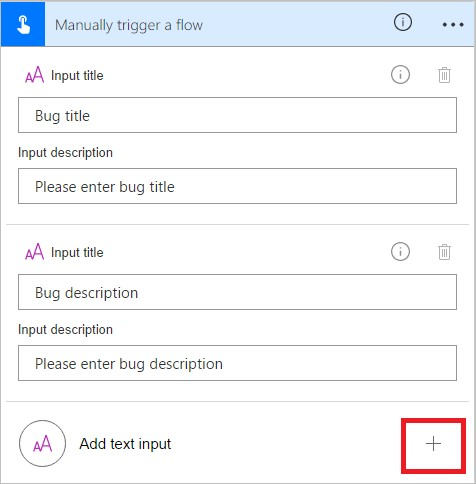 Manually trigger a flow
Input title
Bug title
Input description
Please enter bug title
Input title
Bug description
Input description
Please enter bug description
Add text input